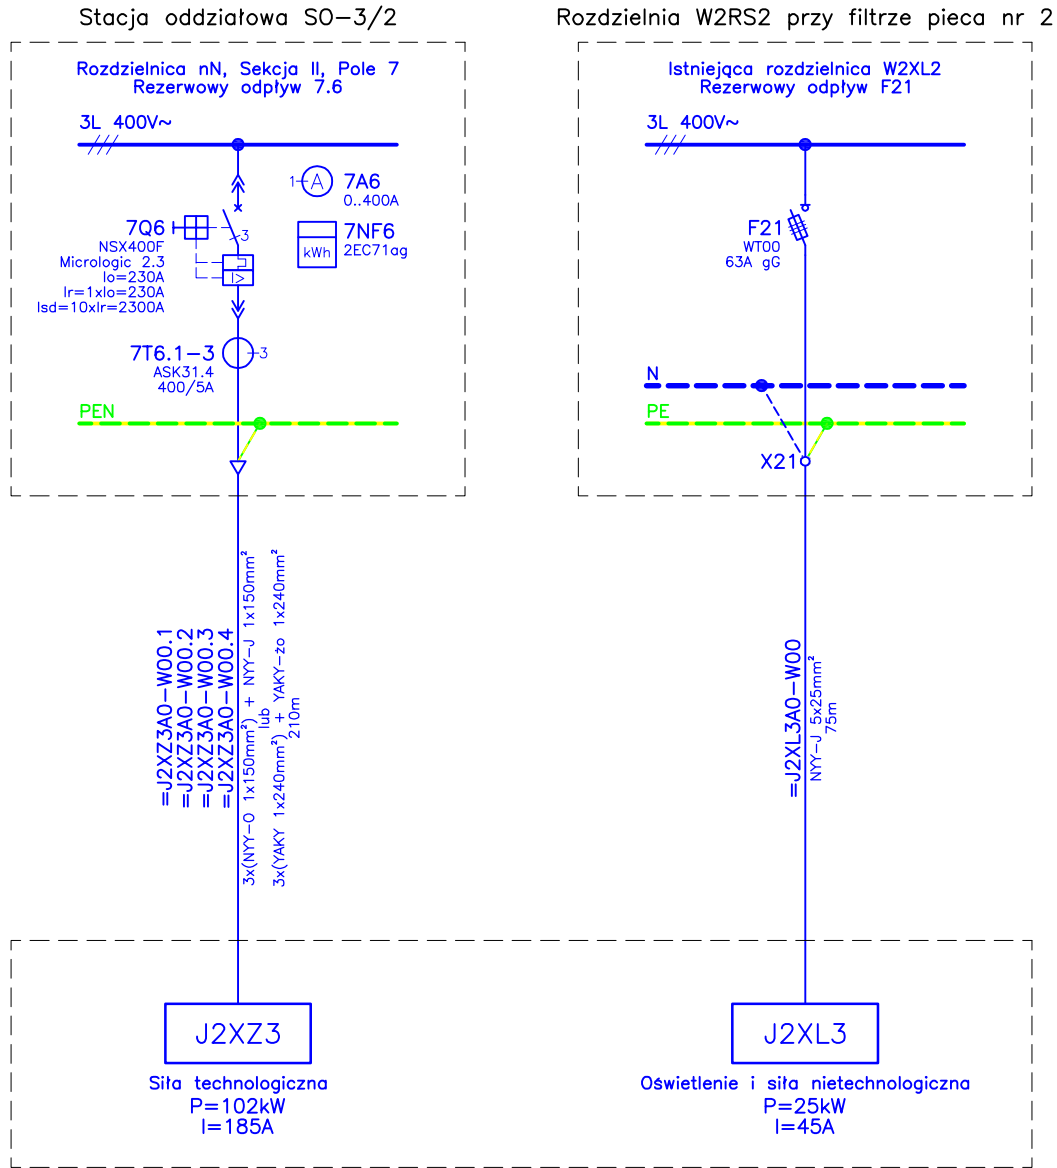 Stacja oddziałowa SO-3/2
Rozdzielnica nN, Sekcja II, Pole 7
Rezerwowy odpływ 7.6
3L 400V~
1
A
7A6
0..400A
7Q6
3
NSX400F
Micrologic 2.3
Io=230A
Ir=1xIo=230A
Isd=10xIr=2300A
I>
7NF6
kWh
2EC71ag
7T6.1-3
3
ASK31.4
400/5A
PEN
=J2XZ3A0-W00.1
=J2XZ3A0-W00.2
=J2XZ3A0-W00.3
=J2XZ3A0-W00.4
3x(NYY-O 1x150mm²) + NYY-J 1x150mm²
lub
3x(YAKY 1x240mm²) + YAKY-żo 1x240mm²
210m
J2XZ3
Siła technologiczna
P=102kW
I=185A
Rozdzielnia W2RS2 przy filtrze pieca nr 2
Istniejąca rozdzielnica W2XL2
Rezerwowy odpływ F21
3L 400V~
F21
WT00
63A gG
N
PE
X21
=J2XL3A0-W00
NYY-J 5x25mm²
75m
J2XL3
Oświetlenie i siła nietechnologiczna
P=25kW
I=45A